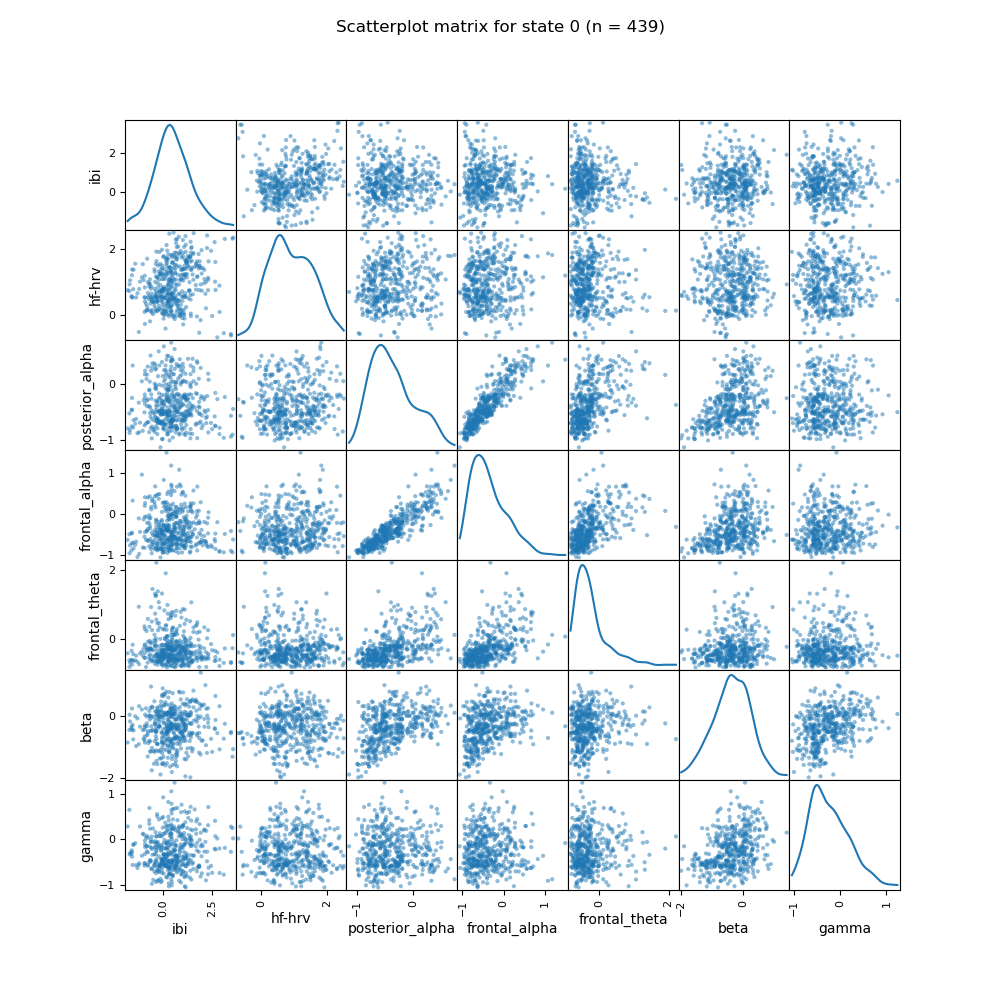 Scatterplot matrix for state 0 (n = 439)
ibi
2
0
hf-hrv
2
0
posterior_alpha
0
−1
frontal_alpha
1
0
−1
frontal_theta
2
0
beta
0
−2
gamma
1
0
−1
0.0
2.5
0
2
−1
0
−1
0
1
0
2
−2
0
−1
0
1
ibi
hf-hrv
posterior_alpha
frontal_alpha
frontal_theta
beta
gamma